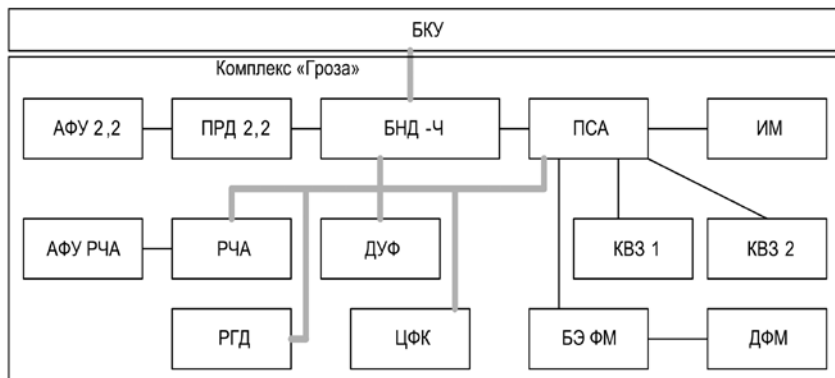 БКУ
Комплекс «Гроза»
АФУ 2,2
ПРД 2,2
БНД -Ч
ПСА
ИМ
АФУ РЧА
РЧА
ДУФ
КВЗ 1
КВЗ 2
РГД
ЦФК
БЭ ФМ
ДФМ